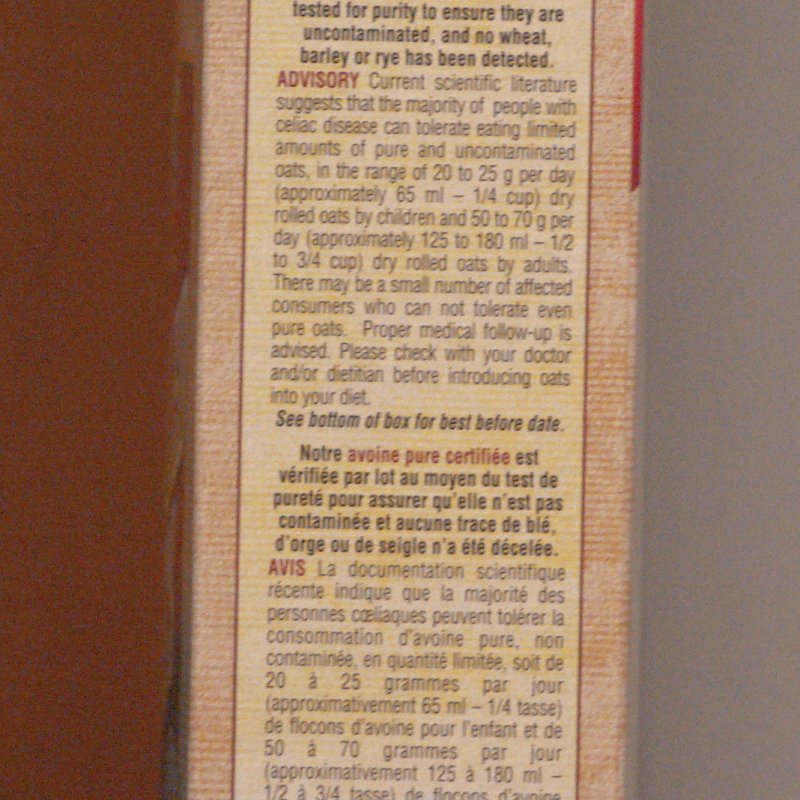 tested for purity to ensure they are
uncontaminated, and no wheat,
barley or rye has been detected.
ADVISORY Current scientific literature
suggests that the majority of people with
celiac disease can tolerate eating limited
amounts of pure and uncontaminated
oats, in the range of 20 to 25 g per day
(approximately 65 ml – 1/4 cup) dry
rolled oats by children and 50 to 70 g per
day (approximately 125 to 180 ml – 1/2
to 3/4 cup) dry rolled oats by adults.
There may be a small number of affected
consumers who can not tolerate even
pure oats. Proper medical follow-up is
advised. Please check with your doctor
and/or dietitian before introducing oats
into your diet.
See bottom of box for best before date.
Notre avoine pure certifiée est
vérifiée par lot au moyen du test de
pureté pour assurer qu'elle n'est pas
contaminée et aucune trace de blé,
d'orge ou de seigle n'a été décelée.
AVIS La documentation scientifique
récente indique que la majorité des
personnes cœliaques peuvent tolérer la
consommation d'avoine pure, non
contaminée, en quantité limitée, soit de
20 à 25 grammes par jour
(approximativement 65 ml – 1/4 tasse)
de flocons d'avoine pour l'enfant et de
50 à 70 grammes par jour
(approximativement 125 à 180 ml –
1/2 à 3/4 tasse) de flocons d'avoine